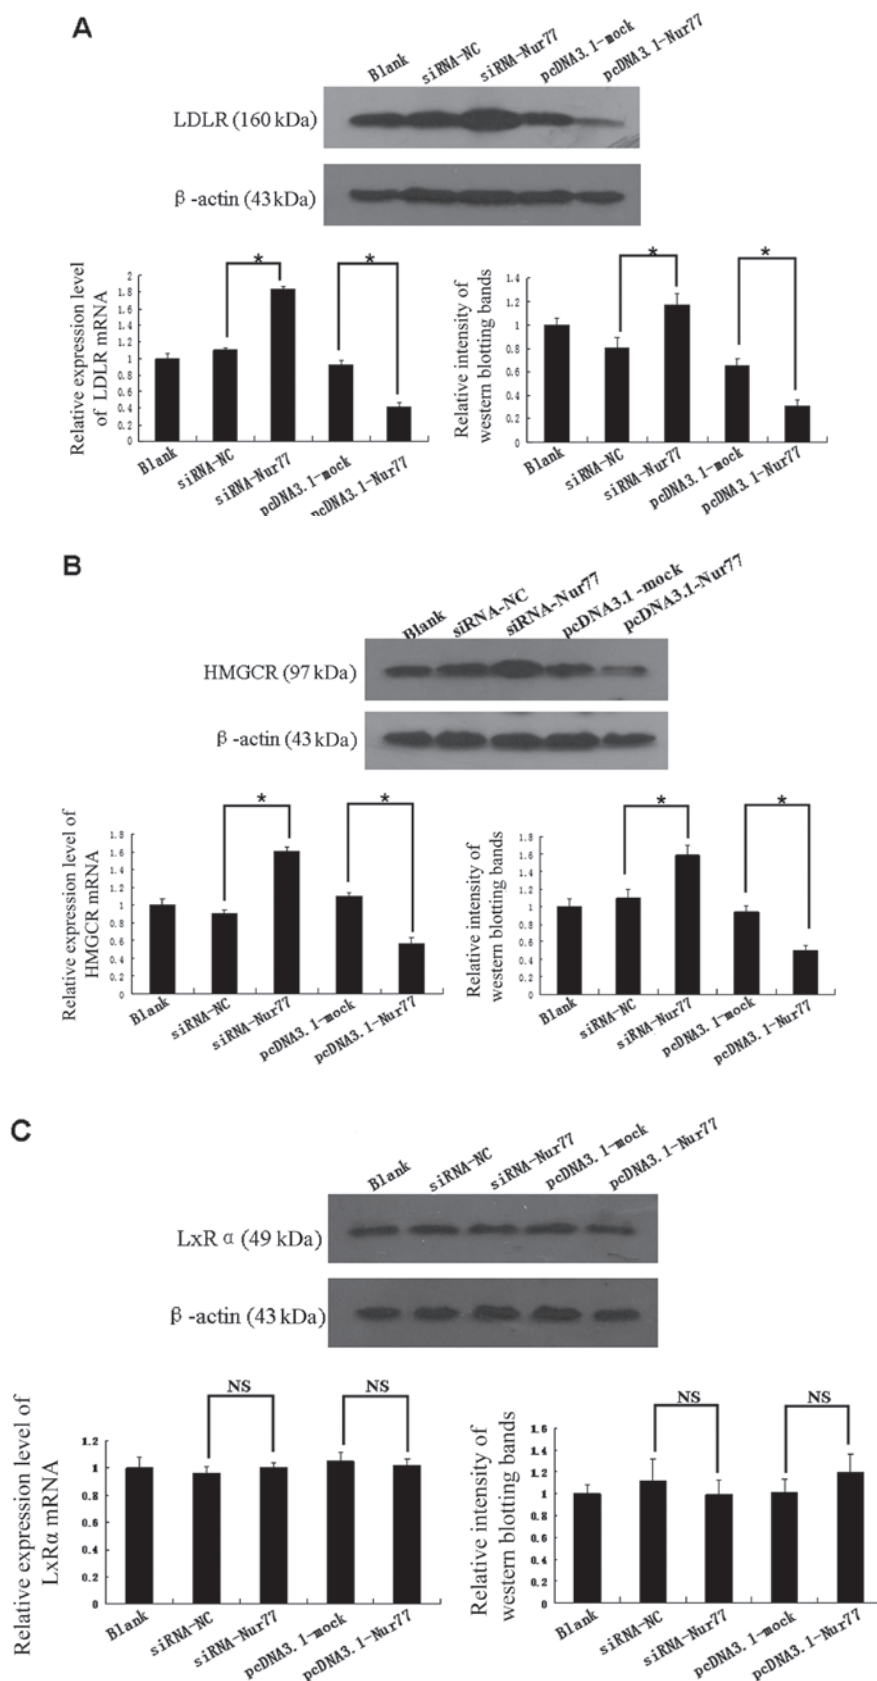 A
Blank
siRNA-NC
siRNA-Nur77
pcDNA3.1-mock
pcDNA3.1-Nur77
LDLR (160 kDa)
β-actin (43 kDa)
Relative expression level
of LDLR mRNA
2
1.8
1.6
1.4
1.2
1
0.8
0.6
0.4
0.2
0
*
*
Blank
siRNA-NC
siRNA-Nur77
pcDNA3.1-mock
pcDNA3.1-Nur77
Relative intensity of
western blotting bands
1.4
1.2
1
0.8
0.6
0.4
0.2
0
*
*
Blank
siRNA-NC
siRNA-Nur77
pcDNA3.1-mock
pcDNA3.1-Nur77
B
Blank
siRNA-NC
siRNA-Nur77
pcDNA3.1-mock
pcDNA3.1-Nur77
HMGCR (97 kDa)
β-actin (43 kDa)
Relative expression level of
HMGCR mRNA
1.8
1.6
1.4
1.2
1
0.8
0.6
0.4
0.2
0
*
*
Blank
siRNA-NC
siRNA-Nur77
pcDNA3.1-mock
pcDNA3.1-Nur77
Relative intensity of
western blotting bands
1.8
1.6
1.4
1.2
1
0.8
0.6
0.4
0.2
0
*
*
Blank
siRNA-NC
siRNA-Nur77
pcDNA3.1-mock
pcDNA3.1-Nur77
C
Blank
siRNA-NC
siRNA-Nur77
pcDNA3.1-mock
pcDNA3.1-Nur77
LxR α (49 kDa)
β-actin (43 kDa)
Relative expression level of
LxRα mRNA
1.2
1
0.8
0.6
0.4
0.2
0
NS
NS
Blank
siRNA-NC
siRNA-Nur77
pcDNA3.1-mock
pcDNA3.1-Nur77
Relative intensity of
western blotting bands
1.6
1.4
1.2
1
0.8
0.6
0.4
0.2
0
NS
NS
Blank
siRNA-NC
siRNA-Nur77
pcDNA3.1-mock
pcDNA3.1-Nur77